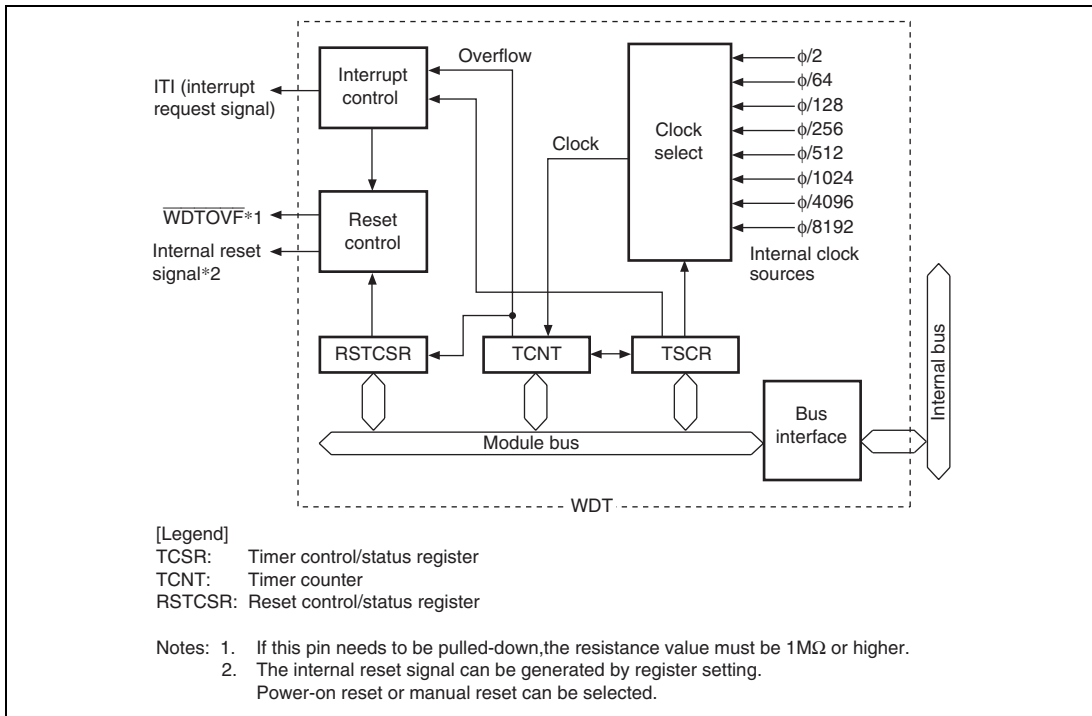 Overflow
Interrupt
control
ITI (interrupt
request signal)
Clock
Clock
select
ϕ/2
ϕ/64
ϕ/128
ϕ/256
ϕ/512
ϕ/1024
ϕ/4096
ϕ/8192
Internal clock
sources
Reset
control
WDTOVF*1
Internal reset
signal*2
RSTCSR
TCNT
TSCR
Module bus
Bus
interface
Internal bus
WDT
[Legend]
TCSR: Timer control/status register
TCNT: Timer counter
RSTCSR: Reset control/status register
Notes: 1. If this pin needs to be pulled-down,the resistance value must be 1MΩ or higher.
2. The internal reset signal can be generated by register setting.
Power-on reset or manual reset can be selected.